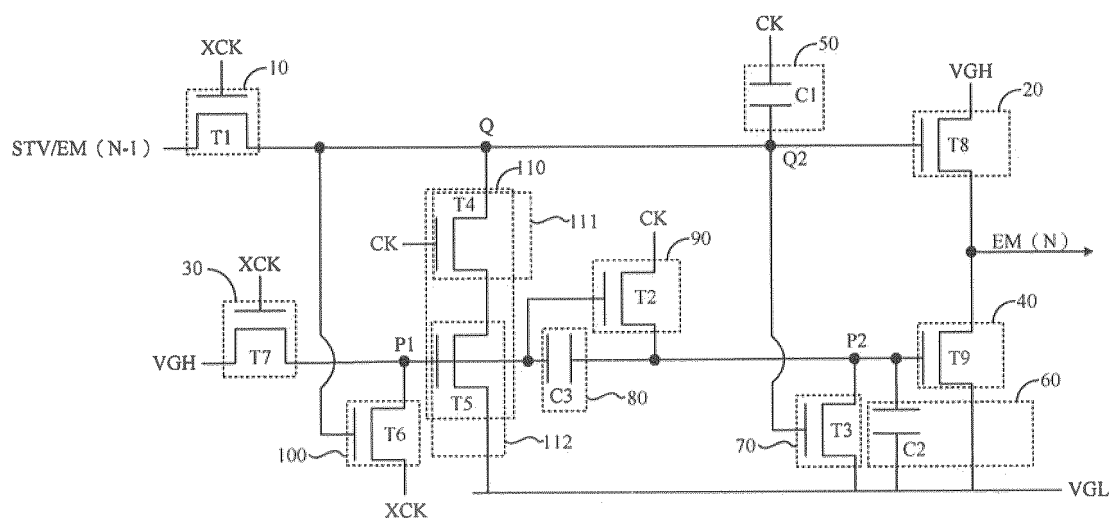 CK
50
XCK
10
VGH
20
C1
T1
STV/EM（N-1）
Q
Q2
T8
110
T4
111
CK
CK
90
EM（N）
30
XCK
T2
40
P1
P2
VGH
T7
T9
C3
80
60
T5
T6
T3
C2
100
112
70
XCK
VGL